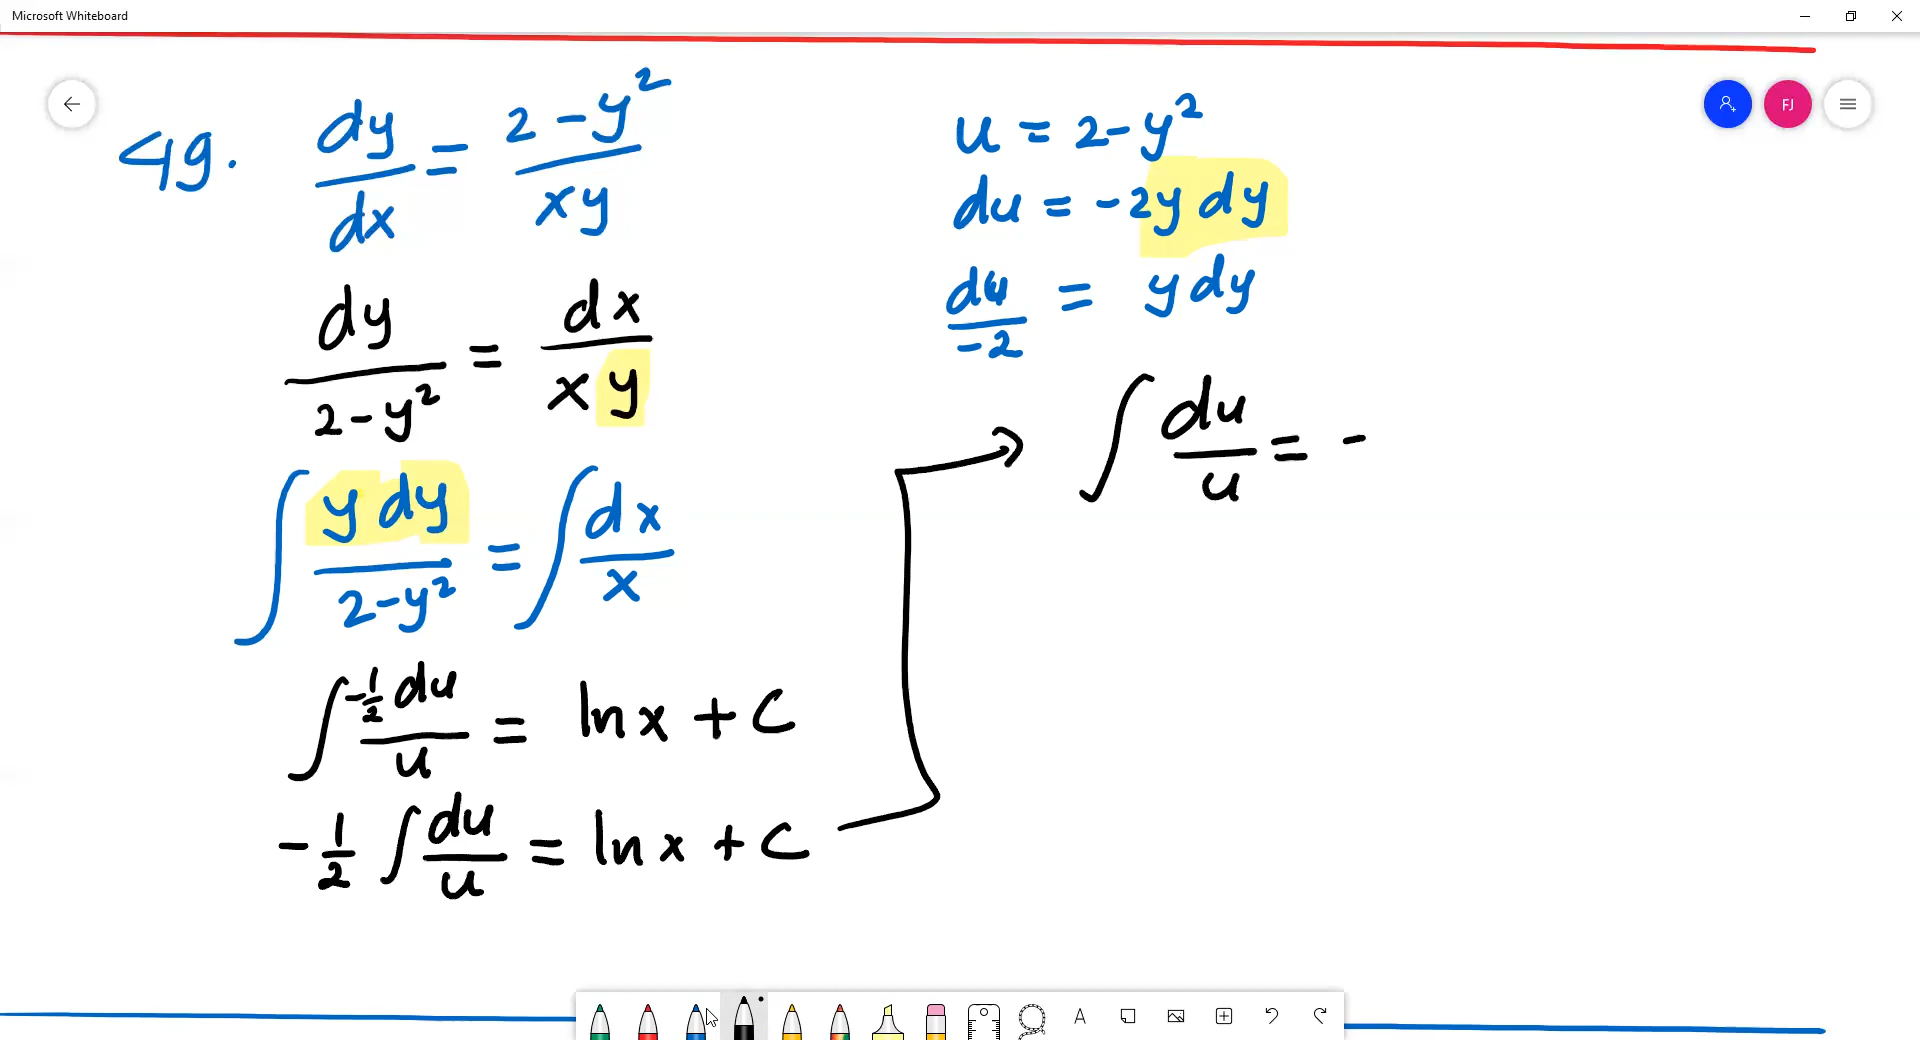 Microsoft Whiteboard
FJ
49. dy/dx = 2-y²/xy
dy/2-y² = dx/xy
∫ y dy/2-y² = ∫ dx/x
∫ -1/2 du/u = ln x + C
-1/2 ∫ du/u = ln x + C
u = 2-y²
du = -2y dy
du/-2 = y dy
∫ du/u = -
A